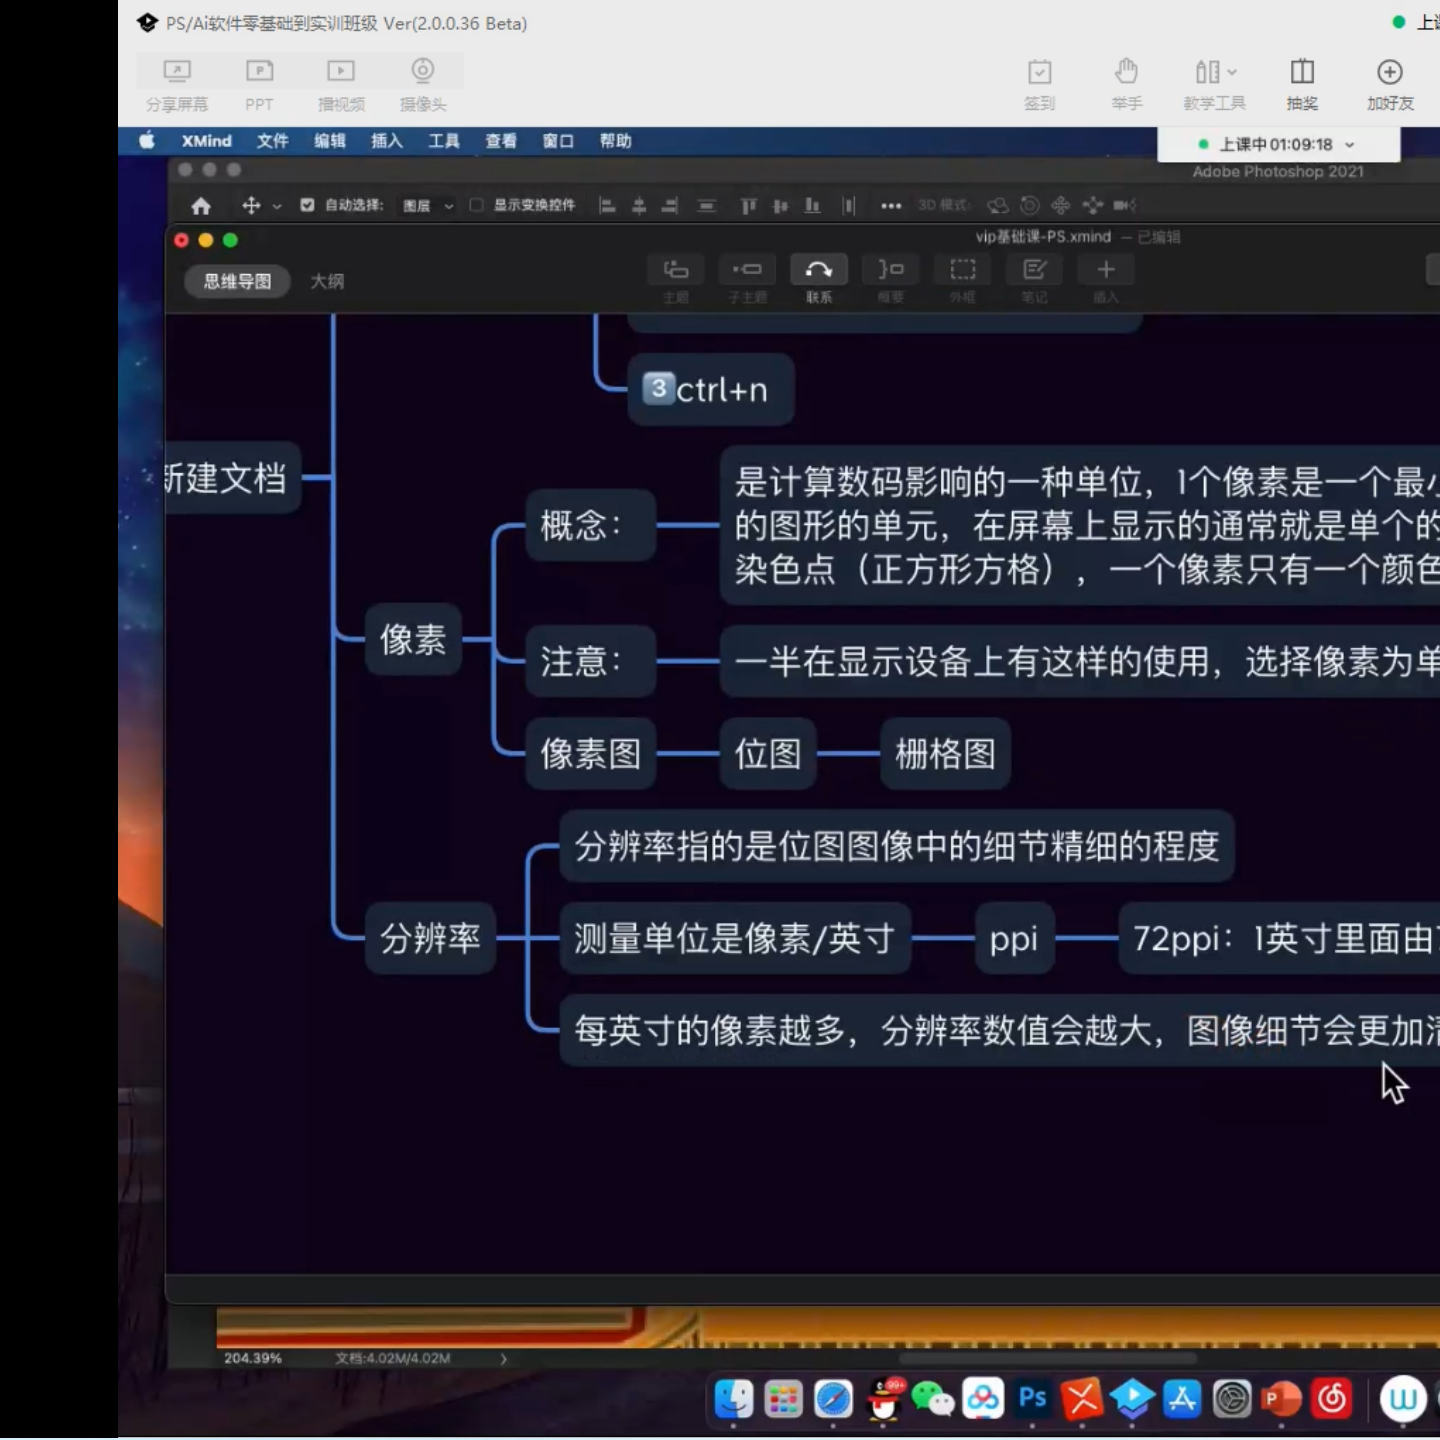 PS/Ai软件零基础到实训班级 Ver(2.0.0.36 Beta)
分享屏幕 PPT 播视频 摄像头
签到 举手 教学工具 抽奖 加好友
XMind 文件 编辑 插入 工具 查看 窗口 帮助
上课中 01:09:18
Adobe Photoshop 2021
自动选择: 图层 显示变换控件 ••• 3D 模式:
vip基础课-PS.xmind — 已编辑
思维导图 大纲
主题 子主题 联系 概要 外框 笔记 插入
3 ctrl+n
新建文档
概念：
是计算数码影响的一种单位，1个像素是一个最小
的图形的单元，在屏幕上显示的通常就是单个的
染色点（正方形方格），一个像素只有一个颜色
像素
注意：
一半在显示设备上有这样的使用，选择像素为单
像素图 位图 栅格图
分辨率指的是位图图像中的细节精细的程度
分辨率
测量单位是像素/英寸 ppi 72ppi：1英寸里面由
每英寸的像素越多，分辨率数值会越大，图像细节会更加清
204.39% 文档:4.02M/4.02M
99+
Ps
P